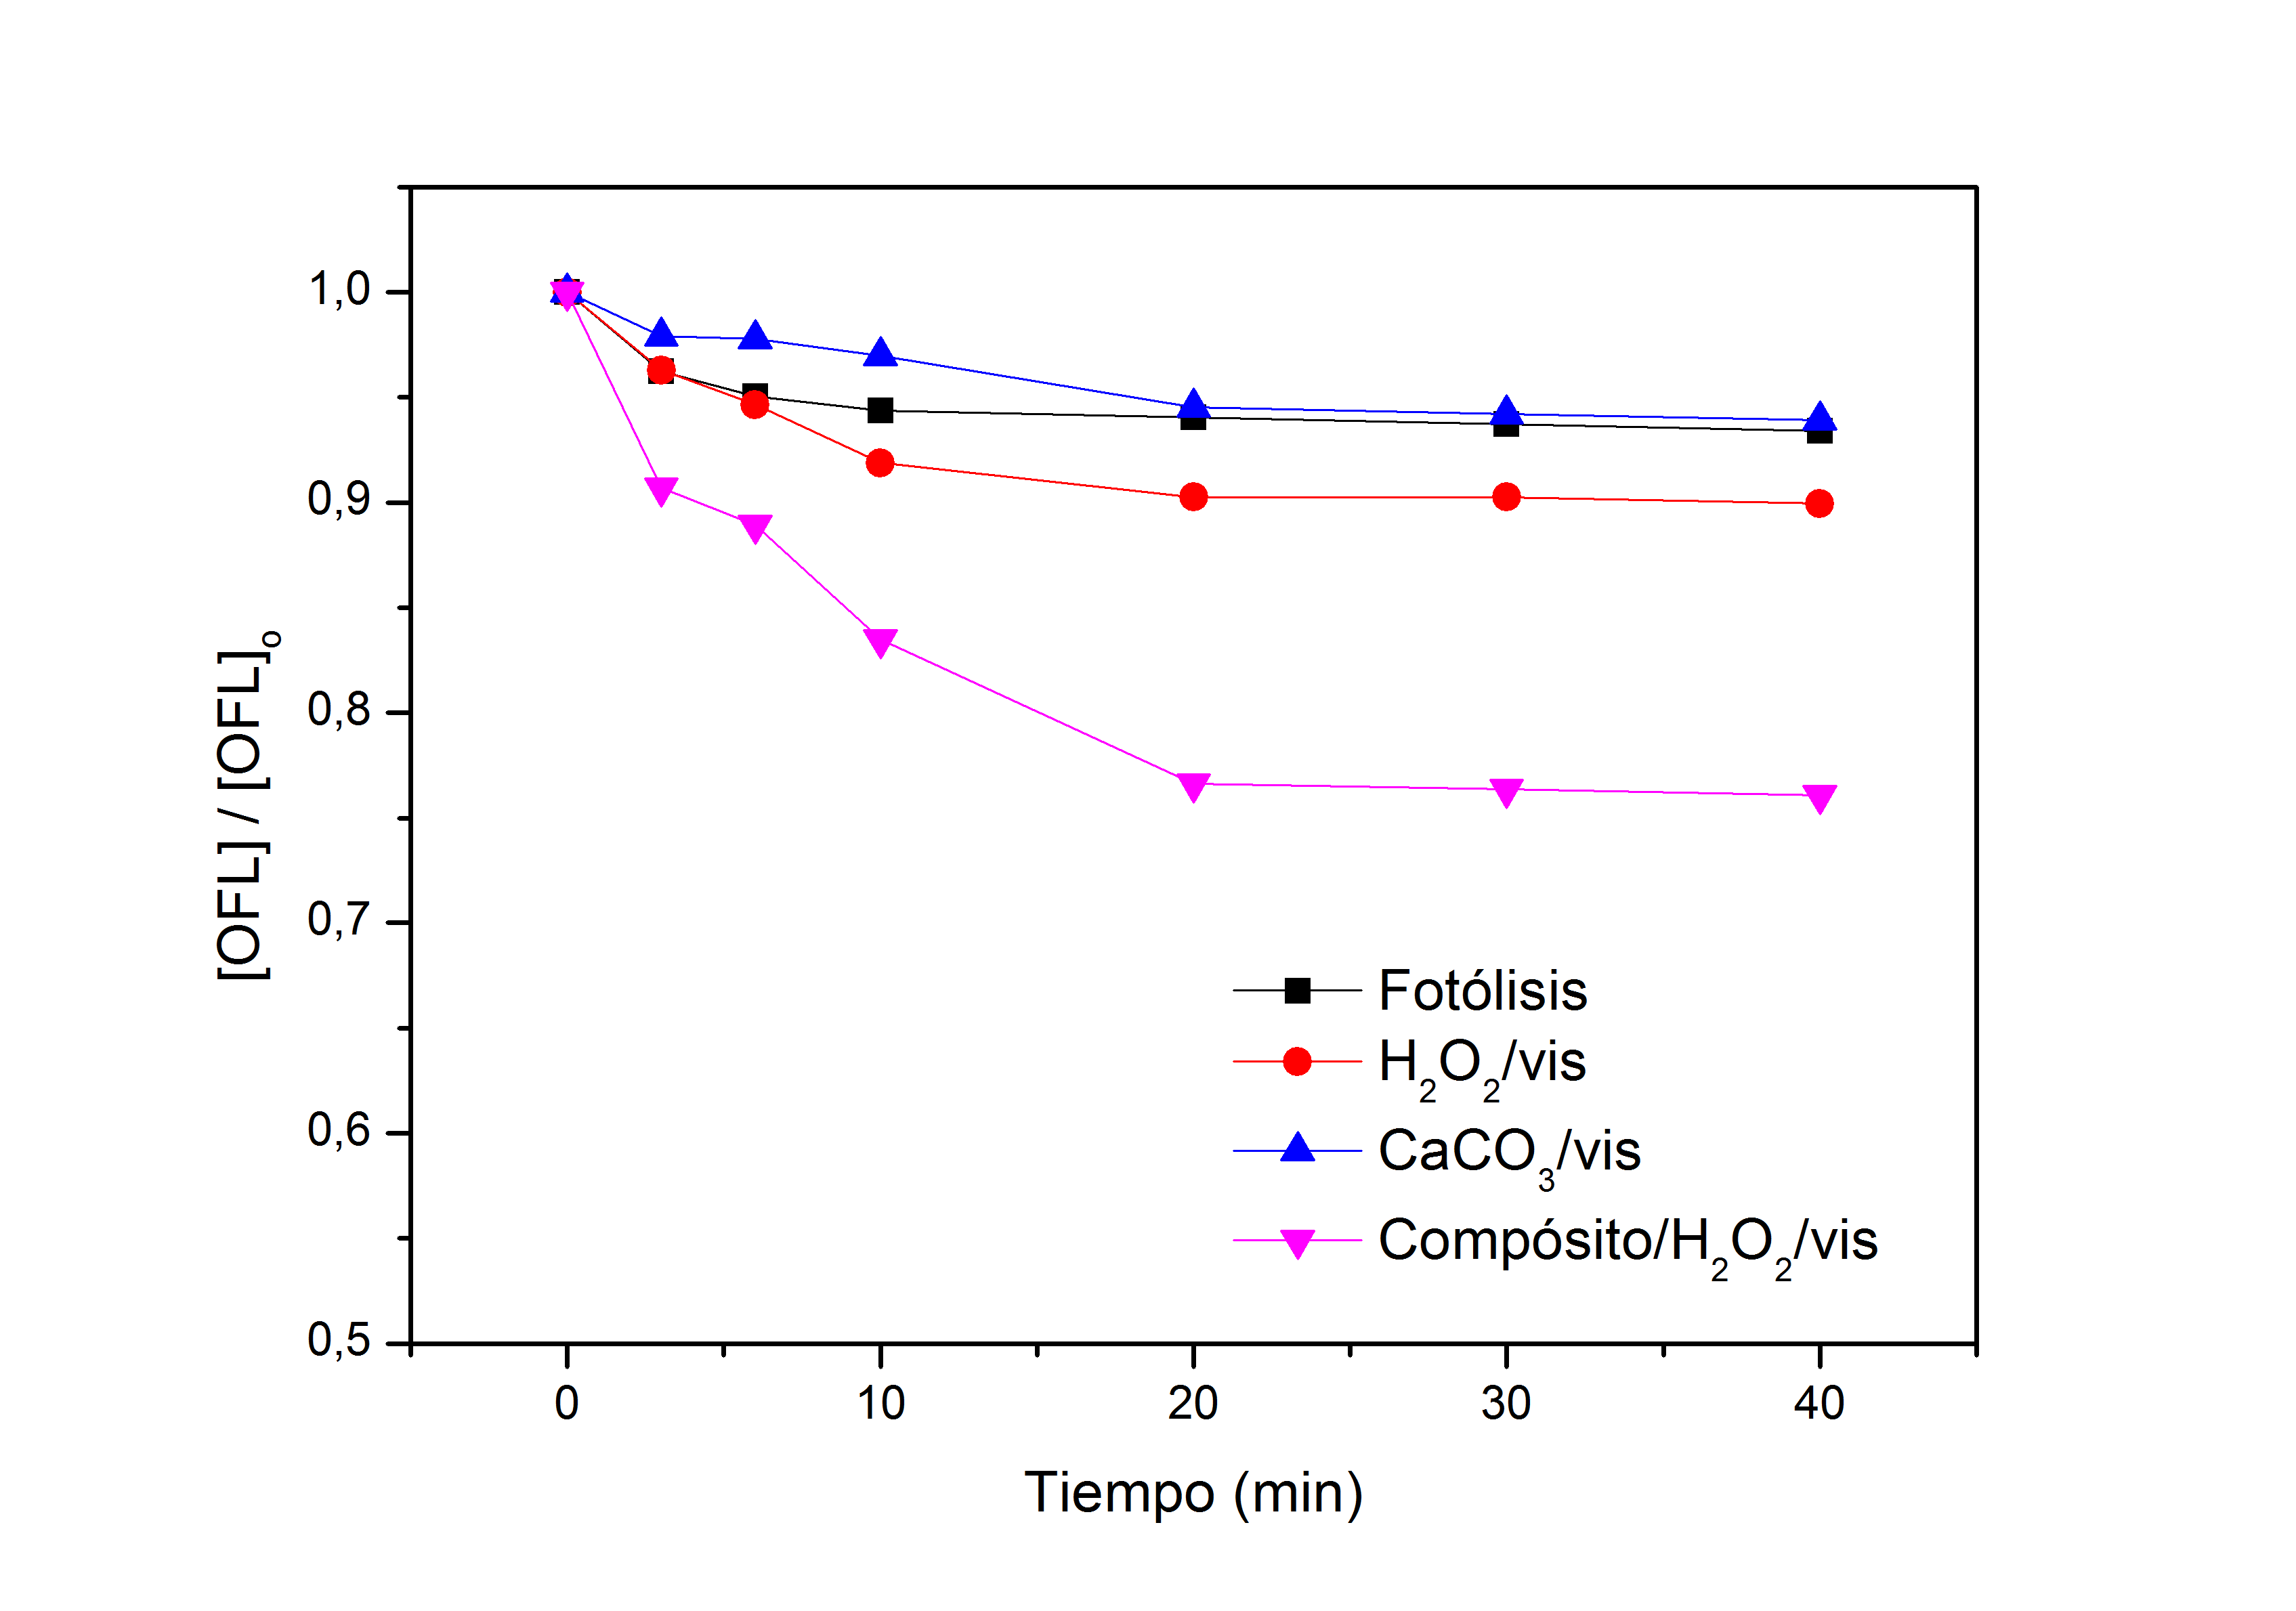 [OFL] / [OFL]o
1,0
0,9
0,8
0,7
0,6
0,5
Fotólisis
H2O2/vis
CaCO3/vis
Compósito/H2O2/vis
0 10 20 30 40
Tiempo (min)